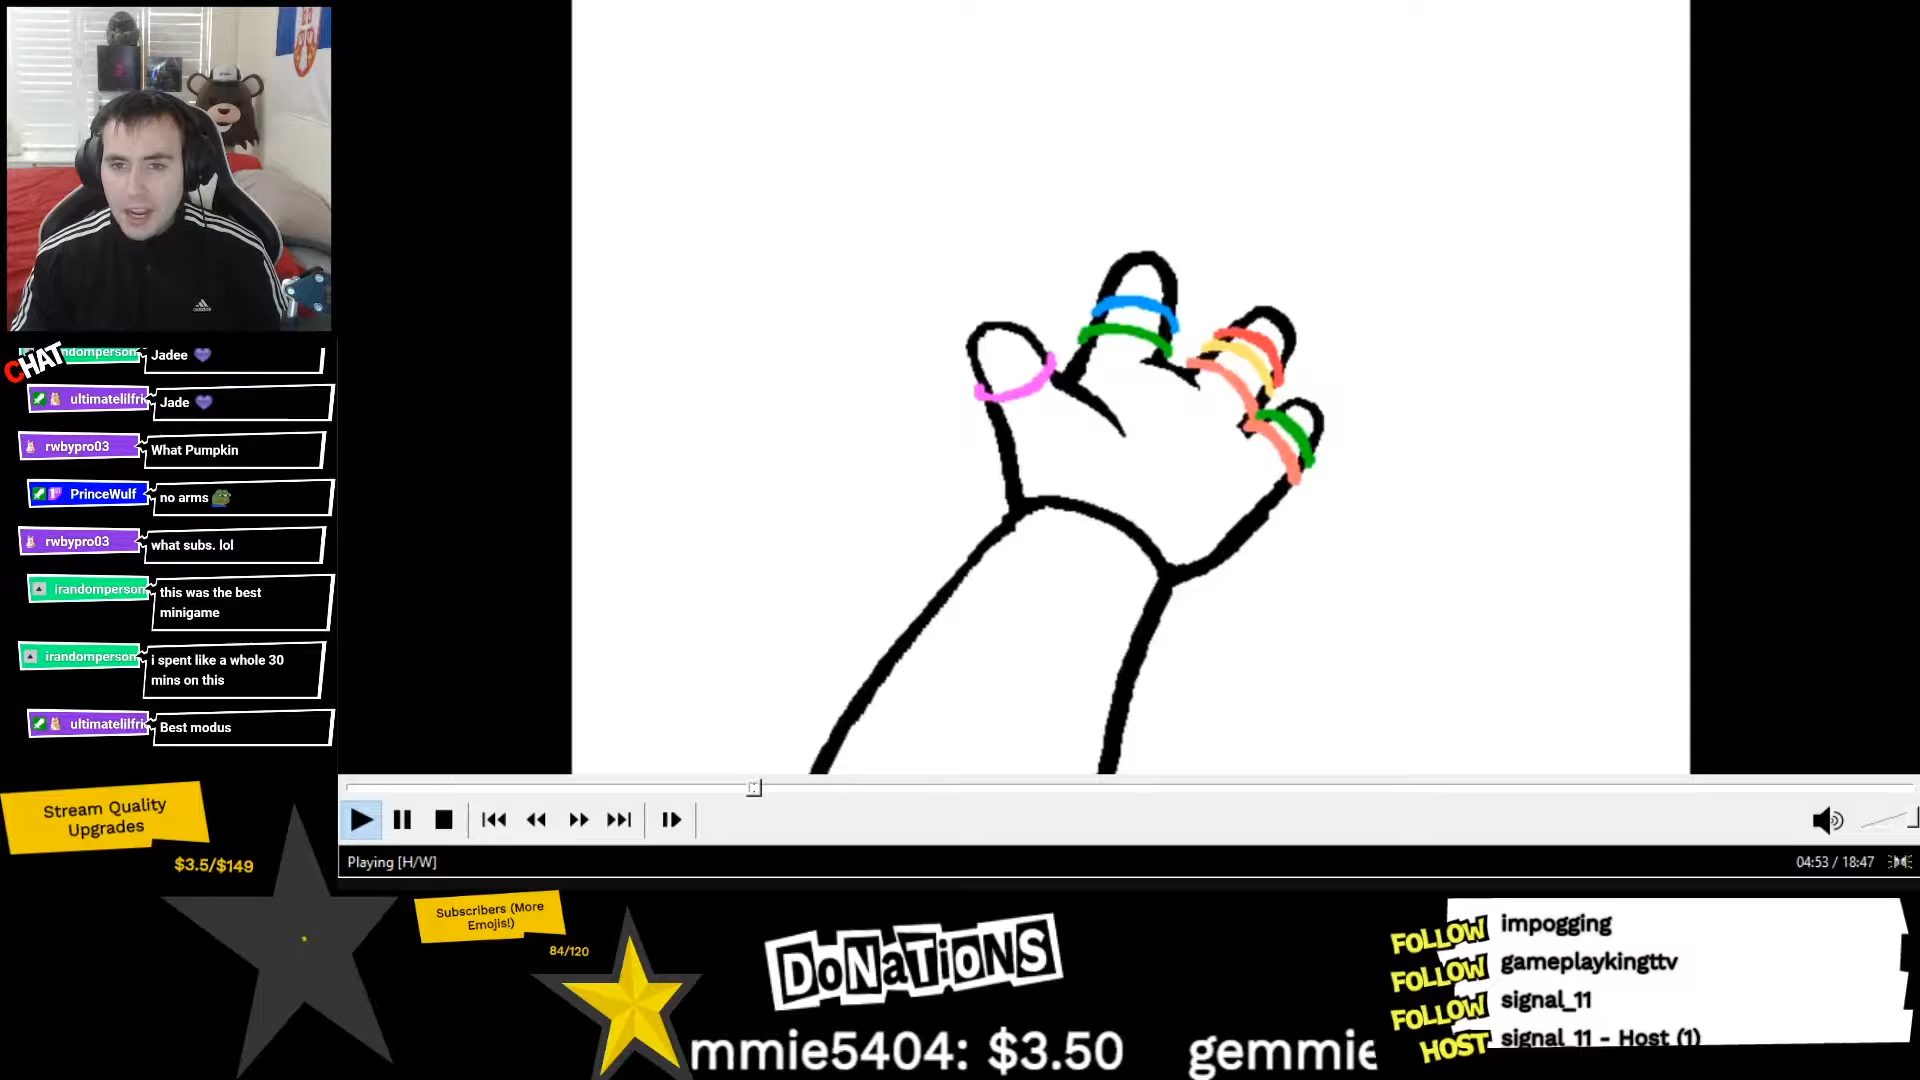 CHAT
ndomperson
Jadee
ultimatelilfri
Jade
rwbypro03
What Pumpkin
PrinceWulf
no arms
rwbypro03
what subs. lol
irandomperson
this was the best
minigame
irandomperson
i spent like a whole 30
mins on this
ultimatelilfri
Best modus
Playing [H/W]
04:53 / 18:47
Stream Quality
Upgrades
$3.5/$149
Subscribers (More
Emojis!)
84/120
DoNaTiONS
mmie5404: $3.50 gemmie
FOLLOW impogging
FOLLOW gameplaykingttv
FOLLOW signal_11
HOST signal_11 - Host (1)